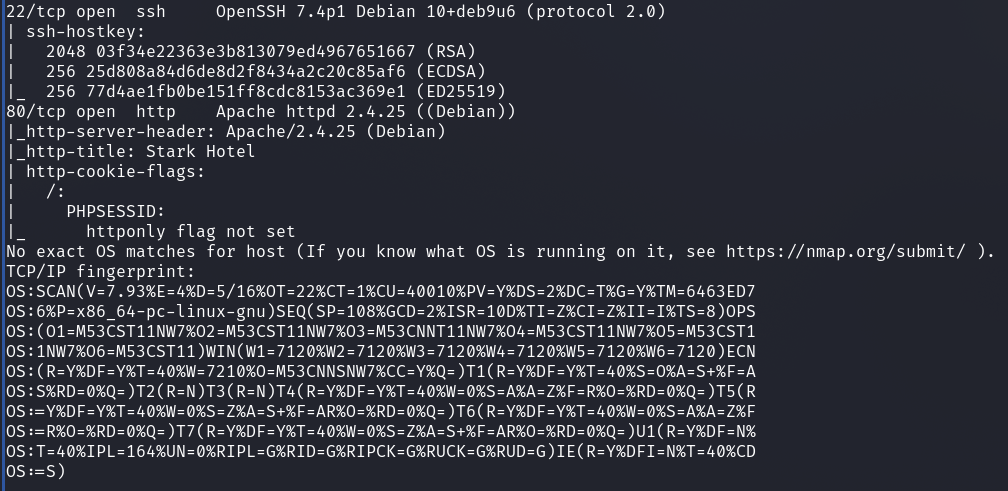 22/tcp open  ssh     OpenSSH 7.4p1 Debian 10+deb9u6 (protocol 2.0)
| ssh-hostkey:
|   2048 03f34e22363e3b813079ed4967651667 (RSA)
|   256 25d808a84d6de8d2f8434a2c20c85af6 (ECDSA)
|_  256 77d4ae1fb0be151ff8cdc8153ac369e1 (ED25519)
80/tcp open  http    Apache httpd 2.4.25 ((Debian))
|_http-server-header: Apache/2.4.25 (Debian)
|_http-title: Stark Hotel
| http-cookie-flags:
|   /:
|     PHPSESSID:
|_      httponly flag not set
No exact OS matches for host (If you know what OS is running on it, see https://nmap.org/submit/ ).
TCP/IP fingerprint:
OS:SCAN(V=7.93%E=4%D=5/16%OT=22%CT=1%CU=40010%PV=Y%DS=2%DC=T%G=Y%TM=6463ED7
OS:6%P=x86_64-pc-linux-gnu)SEQ(SP=108%GCD=2%ISR=10D%TI=Z%CI=Z%II=I%TS=8)OPS
OS:(O1=M53CST11NW7%O2=M53CST11NW7%O3=M53CNNT11NW7%O4=M53CST11NW7%O5=M53CST1
OS:1NW7%O6=M53CST11)WIN(W1=7120%W2=7120%W3=7120%W4=7120%W5=7120%W6=7120)ECN
OS:(R=Y%DF=Y%T=40%W=7210%O=M53CNNSNW7%CC=Y%Q=)T1(R=Y%DF=Y%T=40%S=O%A=S+%F=A
OS:S%RD=0%Q=)T2(R=N)T3(R=N)T4(R=Y%DF=Y%T=40%W=0%S=A%A=Z%F=R%O=%RD=0%Q=)T5(R
OS:=Y%DF=Y%T=40%W=0%S=Z%A=S+%F=AR%O=%RD=0%Q=)T6(R=Y%DF=Y%T=40%W=0%S=A%A=Z%F
OS:=R%O=%RD=0%Q=)T7(R=Y%DF=Y%T=40%W=0%S=Z%A=S+%F=AR%O=%RD=0%Q=)U1(R=Y%DF=N%
OS:T=40%IPL=164%UN=0%RIPL=G%RID=G%RIPCK=G%RUCK=G%RUD=G)IE(R=Y%DFI=N%T=40%CD
OS:=S)